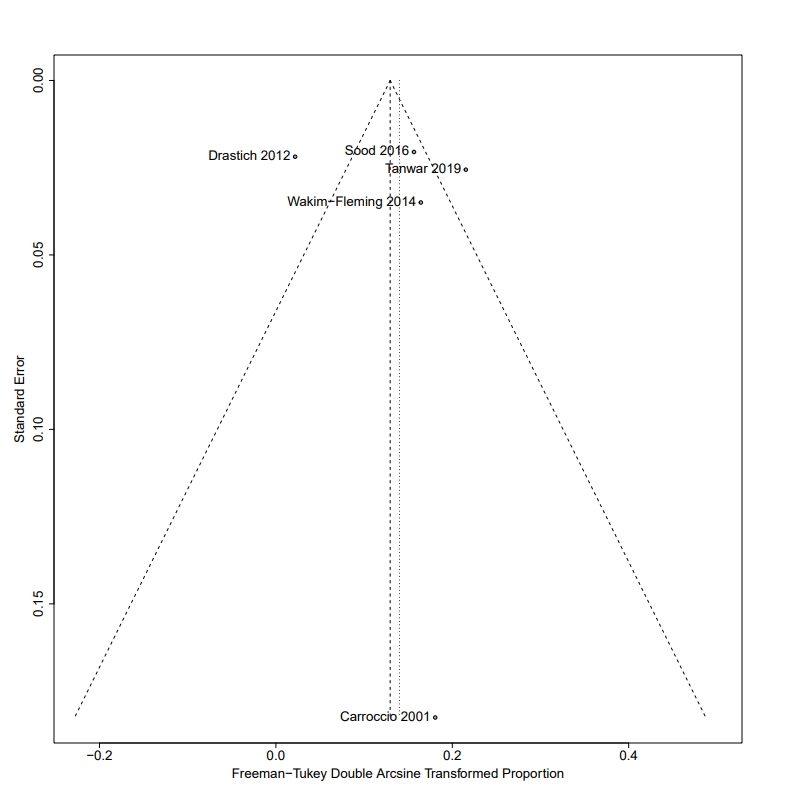 0.00
0.05
0.10
0.15
Standard Error
Drastich 2012
Sood 2016
Tanwar 2019
Wakim−Fleming 2014
Carroccio 2001
−0.2
0.0
0.2
0.4
Freeman−Tukey Double Arcsine Transformed Proportion